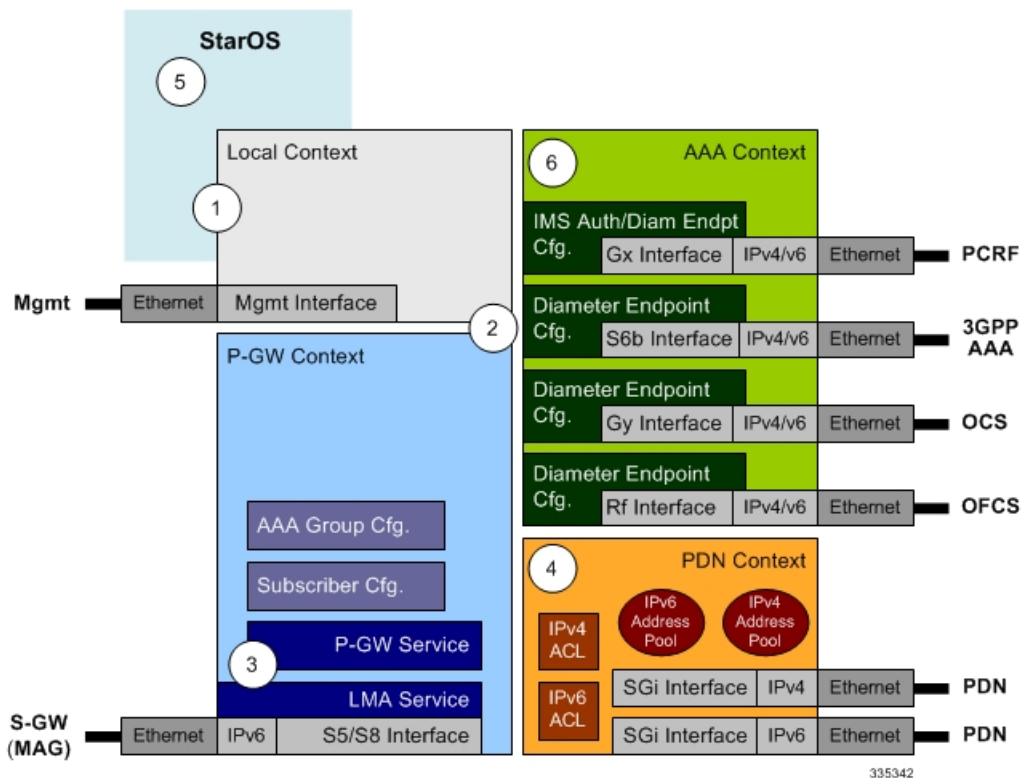 StarOS
5
Local Context
1
Mgmt
Ethernet
Mgmt Interface
2
P-GW Context
AAA Group Cfg.
Subscriber Cfg.
P-GW Service
3
LMA Service
S-GW
(MAG)
Ethernet
IPv6
S5/S8 Interface
6
AAA Context
IMS Auth/Diam Endpt
Cfg.
Gx Interface
IPv4/v6
Ethernet
PCRF
Diameter Endpoint
Cfg.
S6b Interface
IPv4/v6
Ethernet
3GPP
AAA
Diameter Endpoint
Cfg.
Gy Interface
IPv4/v6
Ethernet
OCS
Diameter Endpoint
Cfg.
Rf Interface
IPv4/v6
Ethernet
OFCS
4
PDN Context
IPv6
Address
Pool
IPv4
Address
Pool
IPv4
ACL
IPv6
ACL
SGi Interface
IPv4
Ethernet
PDN
SGi Interface
IPv6
Ethernet
PDN
335342